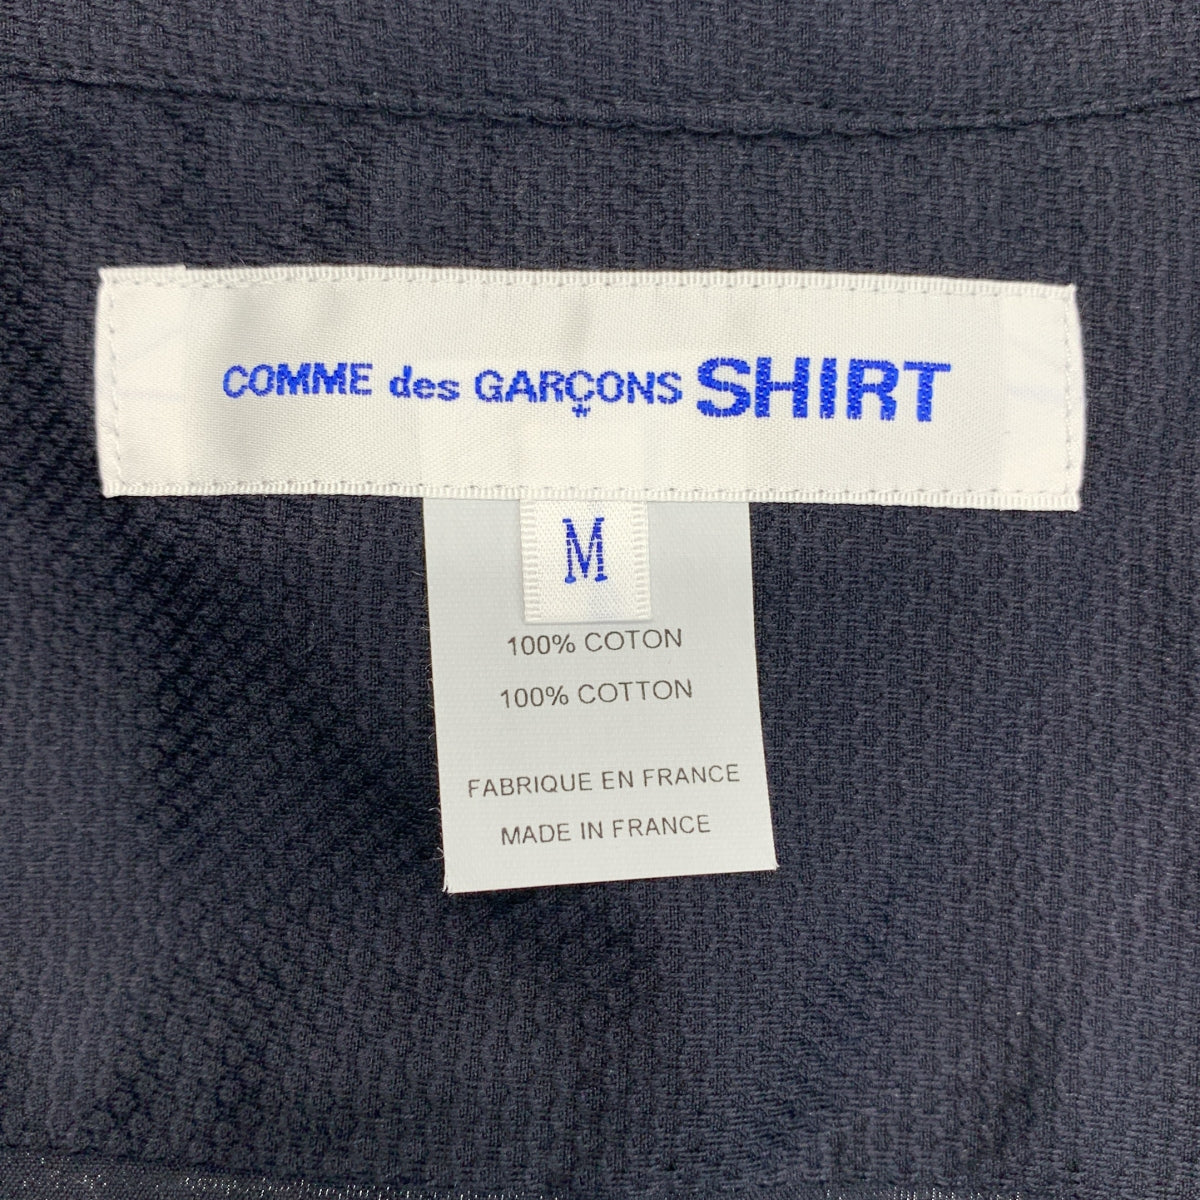 COMME des GARÇONS SHIRT
M
100% COTON
100% COTTON
FABRIQUE EN FRANCE
MADE IN FRANCE